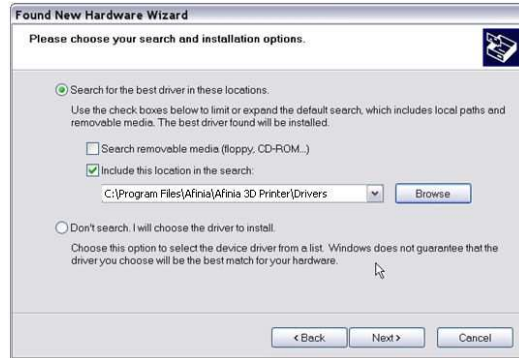 Found New Hardware Wizard
Please choose your search and installation options.
Search for the best driver in these locations.
Use the check boxes below to limit or expand the default search, which includes local paths and
removable media. The best driver found will be installed.
Search removable media (floppy, CD-ROM...)
Include this location in the search:
C:\Program Files\Afinia\Afinia 3D Printer\Drivers
Browse
Don't search. I will choose the driver to install.
Choose this option to select the device driver from a list. Windows does not guarantee that the
driver you choose will be the best match for your hardware.
< Back Next > Cancel